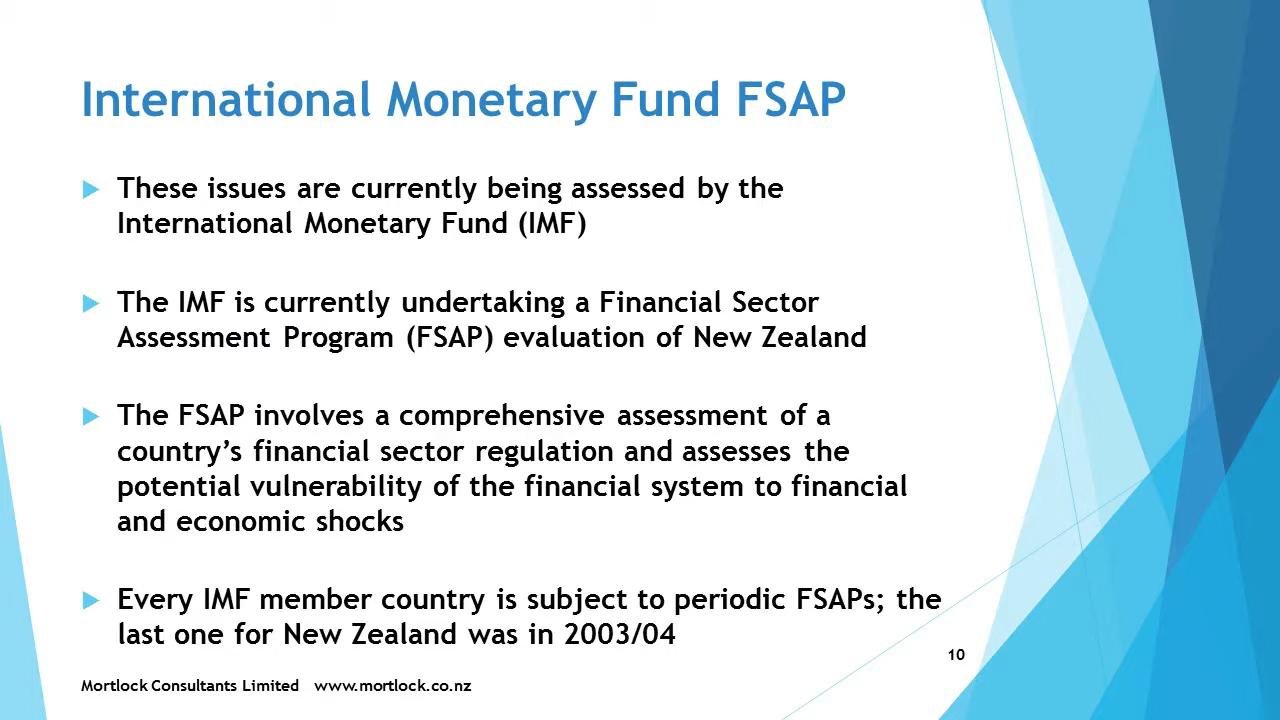 International Monetary Fund FSAP
These issues are currently being assessed by the
International Monetary Fund (IMF)
The IMF is currently undertaking a Financial Sector
Assessment Program (FSAP) evaluation of New Zealand
The FSAP involves a comprehensive assessment of a
country’s financial sector regulation and assesses the
potential vulnerability of the financial system to financial
and economic shocks
Every IMF member country is subject to periodic FSAPs; the
last one for New Zealand was in 2003/04
10
Mortlock Consultants Limited www.mortlock.co.nz